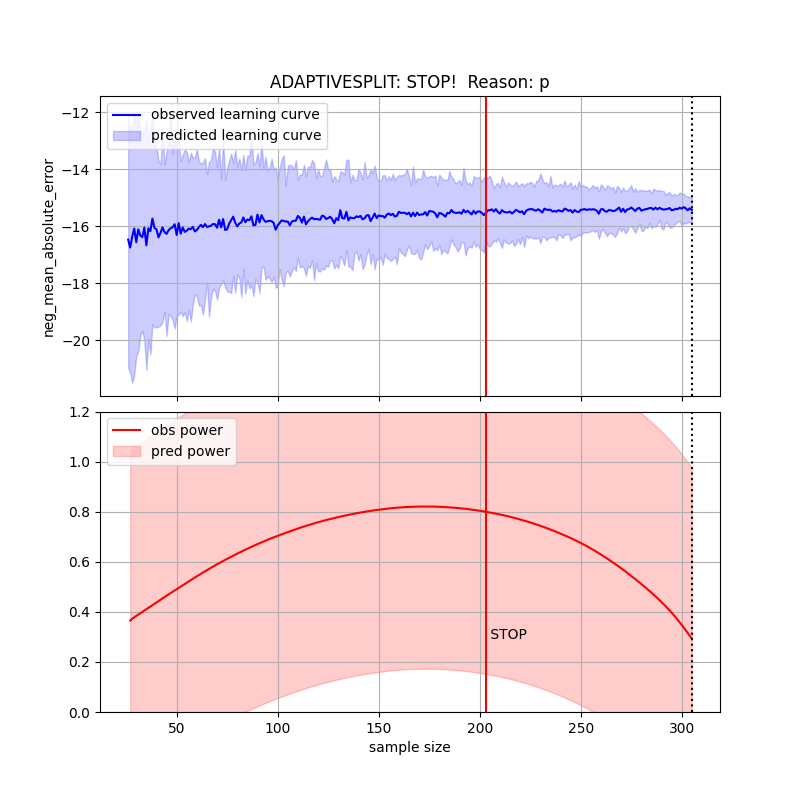 ADAPTIVESPLIT: STOP!  Reason: p
observed learning curve
predicted learning curve
neg_mean_absolute_error
−12
−14
−16
−18
−20
obs power
pred power
1.2
1.0
0.8
0.6
0.4
0.2
0.0
STOP
50 100 150 200 250 300
sample size